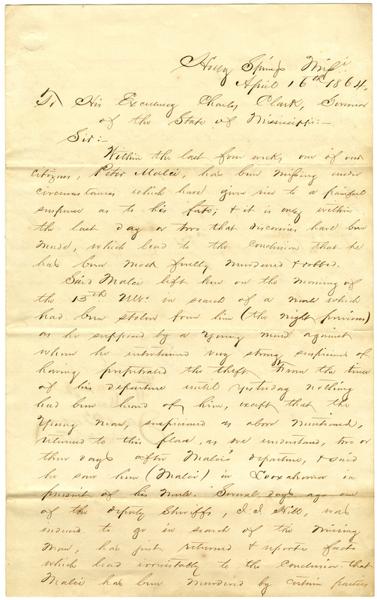 Holly Springs Missi
April 16th 1864.
To His Excellency Charles Clark, Governor
of the State of Mississippi:-
Sir:-
Within the last four weeks, one of our
citizens, Peter Malie, has been missing under
circumstances which have given rise to a painful
suspense as to his fate; & it is only within
the last day or two that discoveries have been
made, which lead to the conclusion that he
has been most foully murdered & robbed.
Said Malie left here on the morning of
the 15th Ult. in search of a mule which
had been stolen from him (the night previous)
as he supposed by a young man against
whom he entertained very strong suspicions of
having perpetrated the theft. From the time
of his departure until yesterday nothing
had been heard of him, except that the
young man, suspicioned as above mentioned,
returned to this place, as we understand, two or
three days after Malie's departure, & said
he saw him (Malie) in in
pursuit of his mule. Several days ago one
of the deputy Sheriffs, Hill, was
induced to go in search of the missing
man, has just returned & reports facts
which lead irresistably to the conclusion that
Malie has been murdered by certain parties